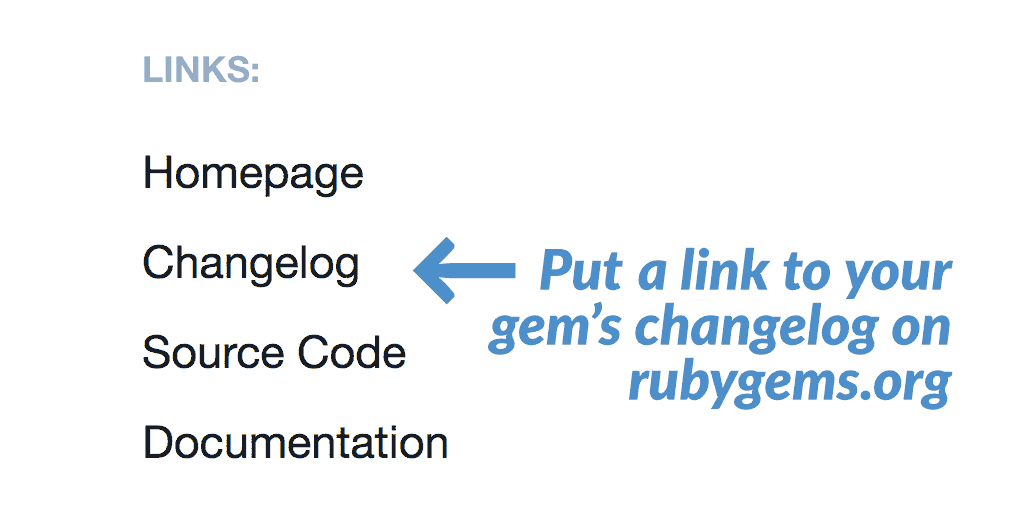 LINKS:
Homepage
Changelog
Put a link to your
gem’s changelog on
rubygems.org
Source Code
Documentation